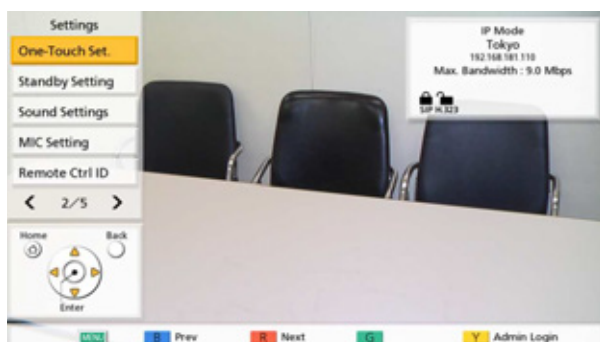 Settings
One-Touch Set.
Standby Setting
Sound Settings
MIC Setting
Remote Ctrl ID
2/5
Home
Back
Enter
IP Mode
Tokyo
192.168.181.110
Max. Bandwidth : 9.0 Mbps
SIP H.323
MENU
B Prev
R Next
G
Y Admin Login